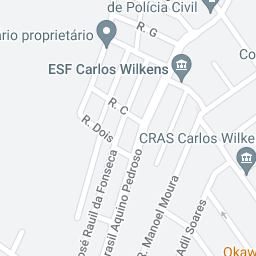 de Polícia Civil
R. G
ário proprietário
Co
ESF Carlos Wilkens
R. C
R. Dois
CRAS Carlos Wilke
José Rauil da Fonseca
Brasil Aquino Pedroso
R. Manoel Moura
Adil Soares
Okaw